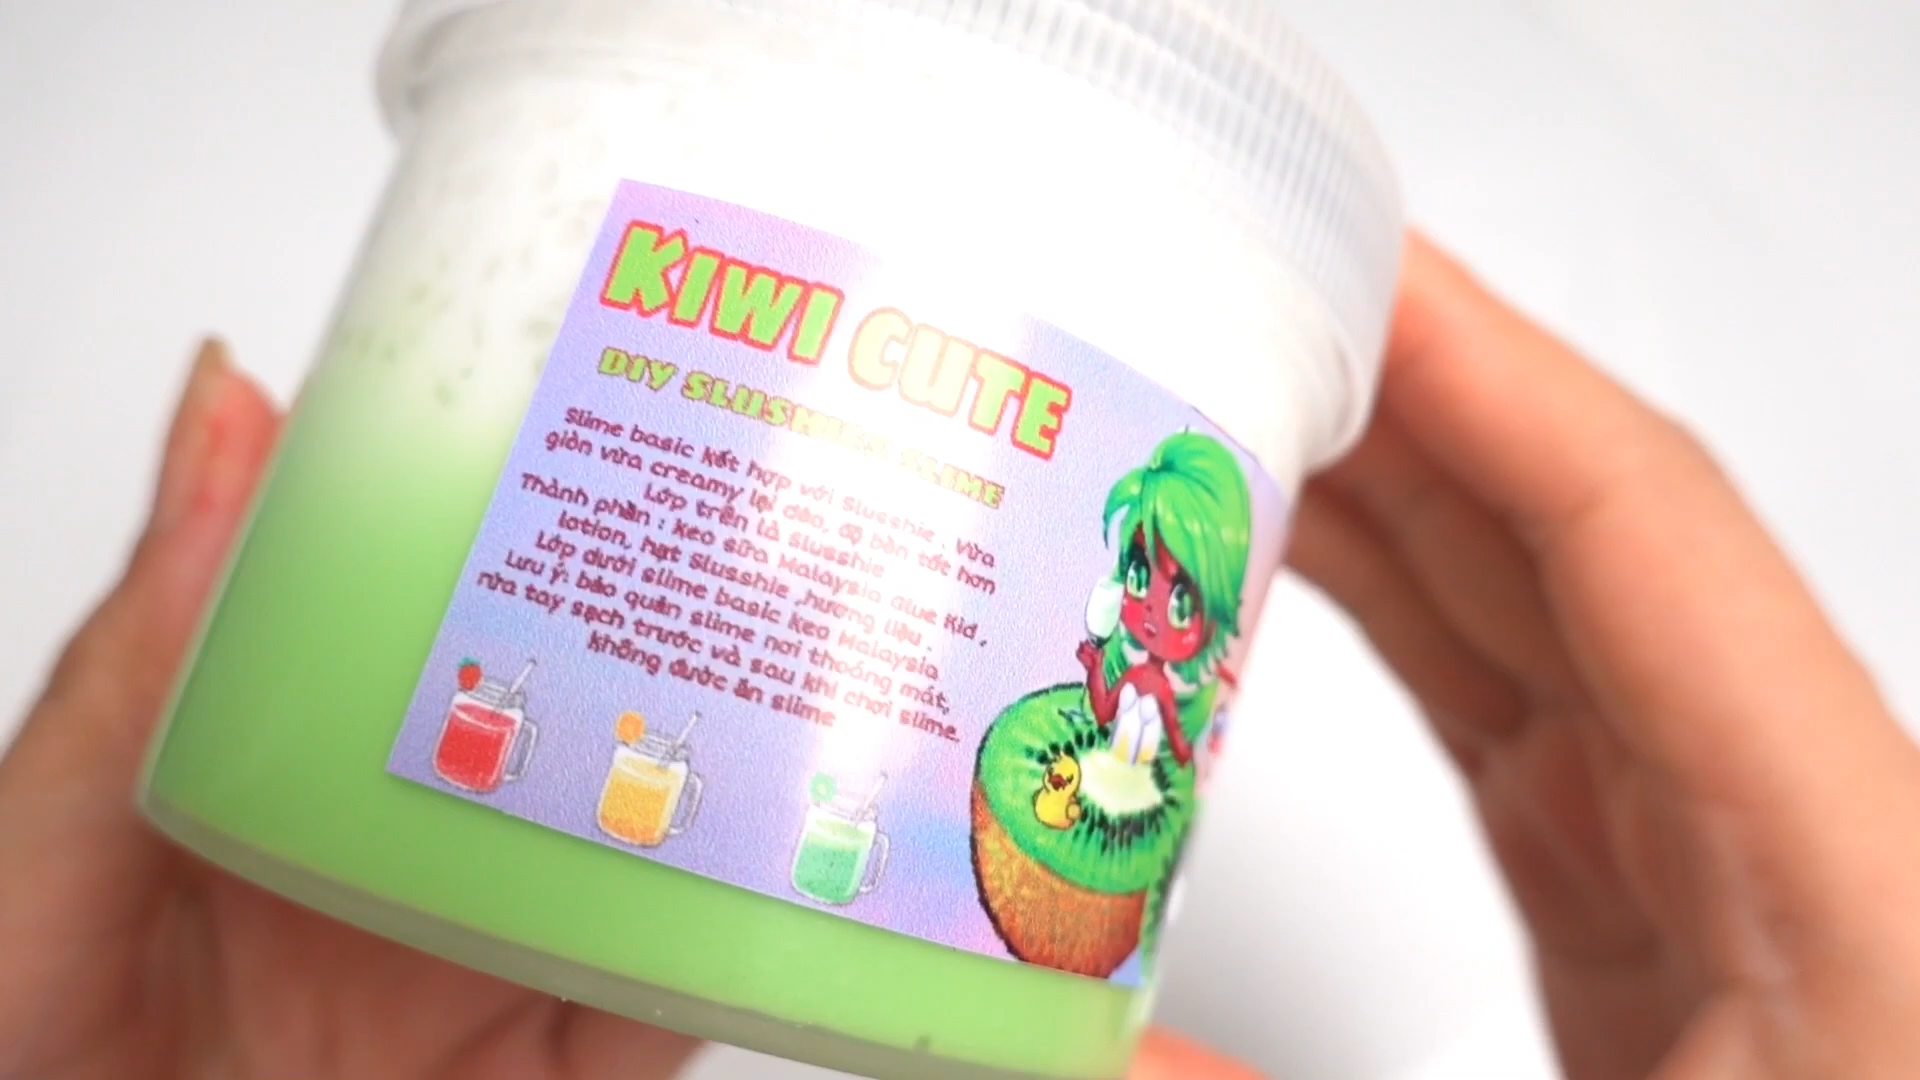 KIWI CUTE
DIY SLUSHIE SLIME
Slime basic kết hợp với Slusshie . Vừa
giòn vừa creamy lại dẻo, độ bền tốt hơn
Lớp trên là Slusshie
Thành phần : keo sữa Malaysia Glue Kid ,
lotion, hạt Slusshie ,hương liệu .
Lớp dưới slime basic keo Malaysia
Lưu ý: bảo quản slime nơi thoáng mát,
rửa tay sạch trước và sau khi chơi slime.
không được ăn slime